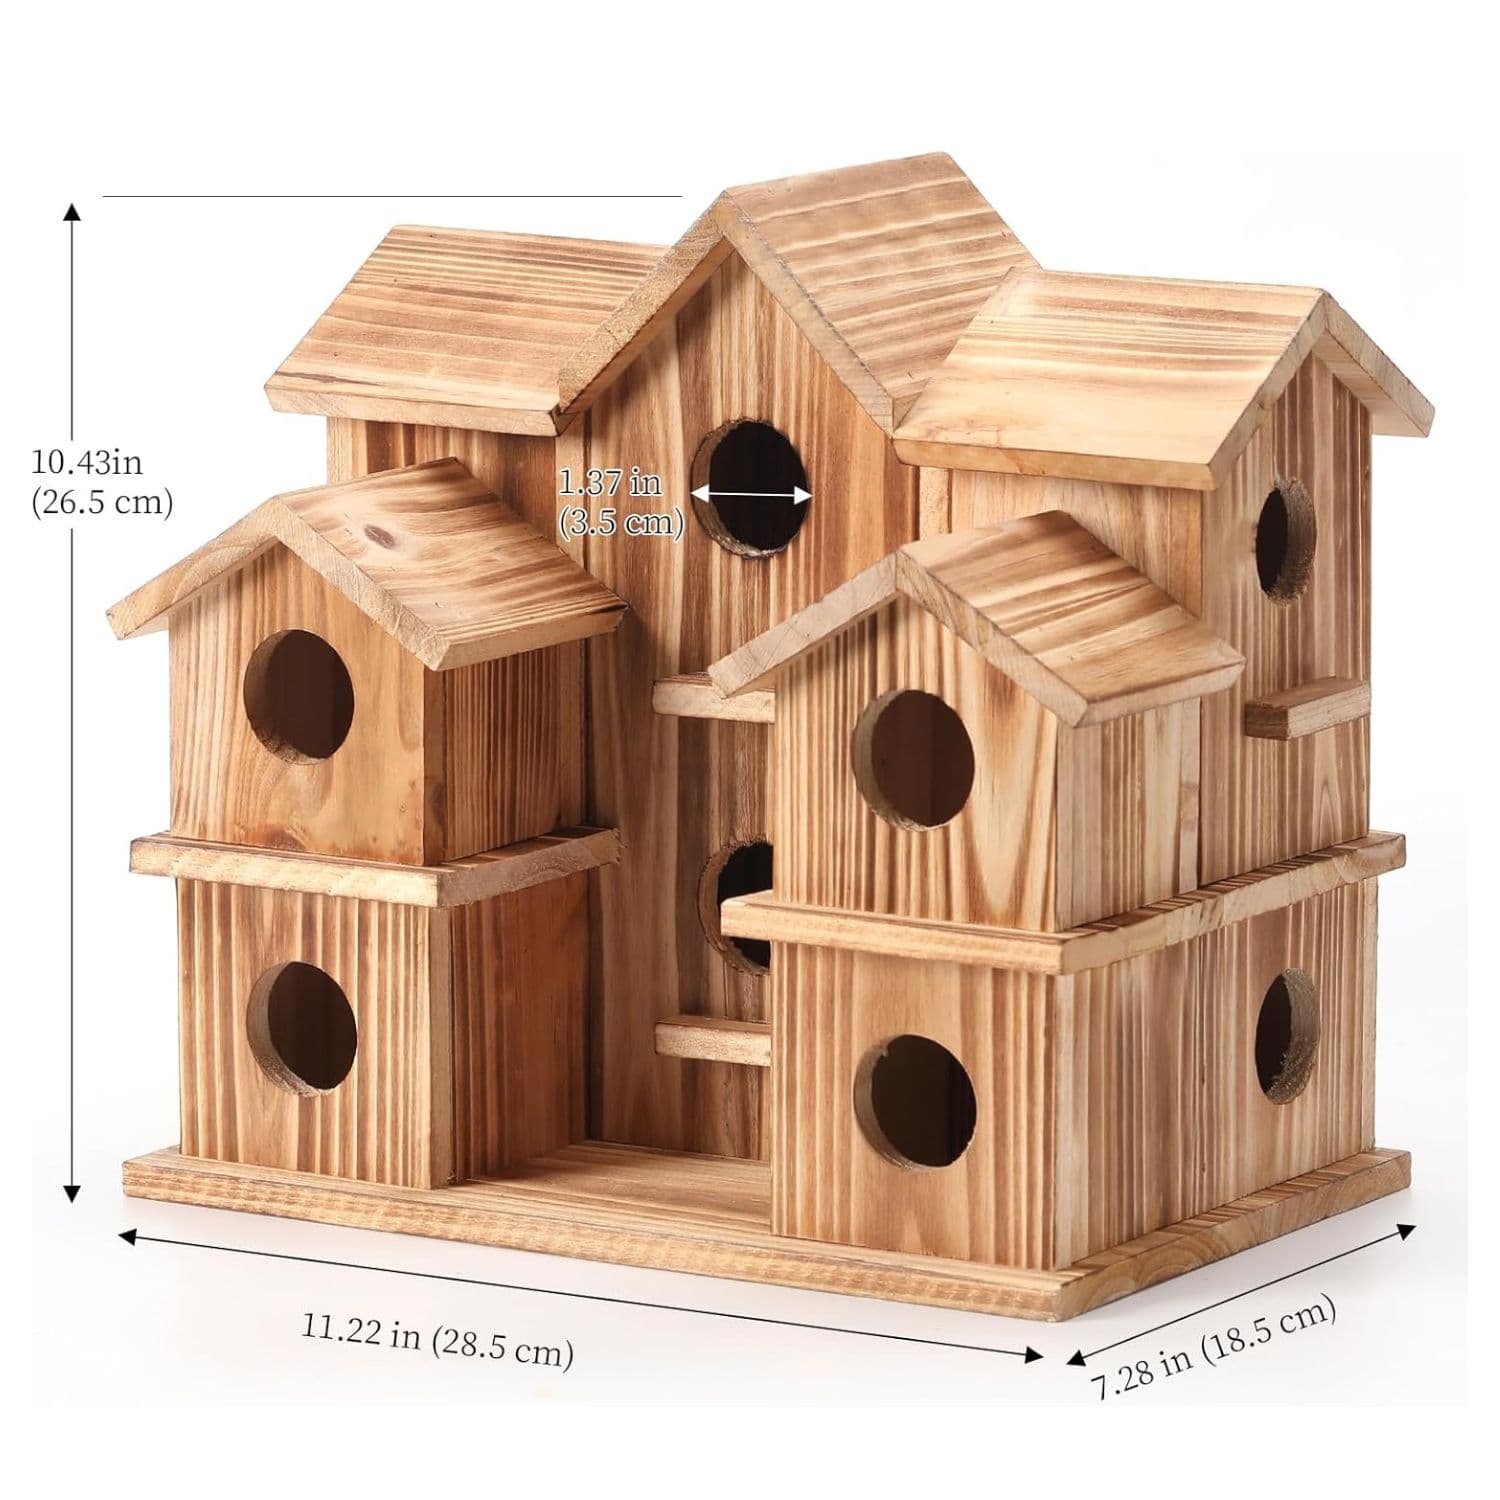 10.43in
(26.5 cm)
1.37 in
(3.5 cm)
11.22 in (28.5 cm)
7.28 in (18.5 cm)